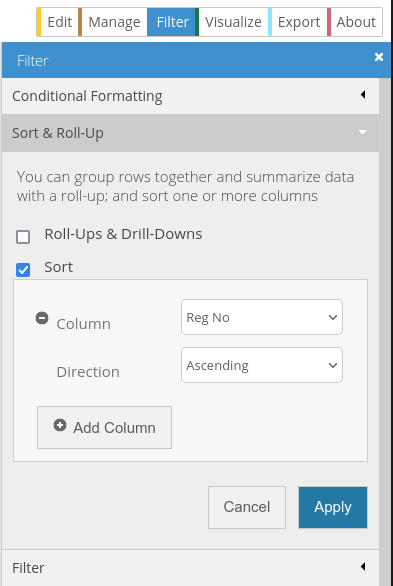 Edit Manage Filter Visualize Export About
Filter
Conditional Formatting
Sort & Roll-Up
You can group rows together and summarize data
with a roll-up; and sort one or more columns
Roll-Ups & Drill-Downs
Sort
Column Reg No
Direction Ascending
Add Column
Cancel Apply
Filter